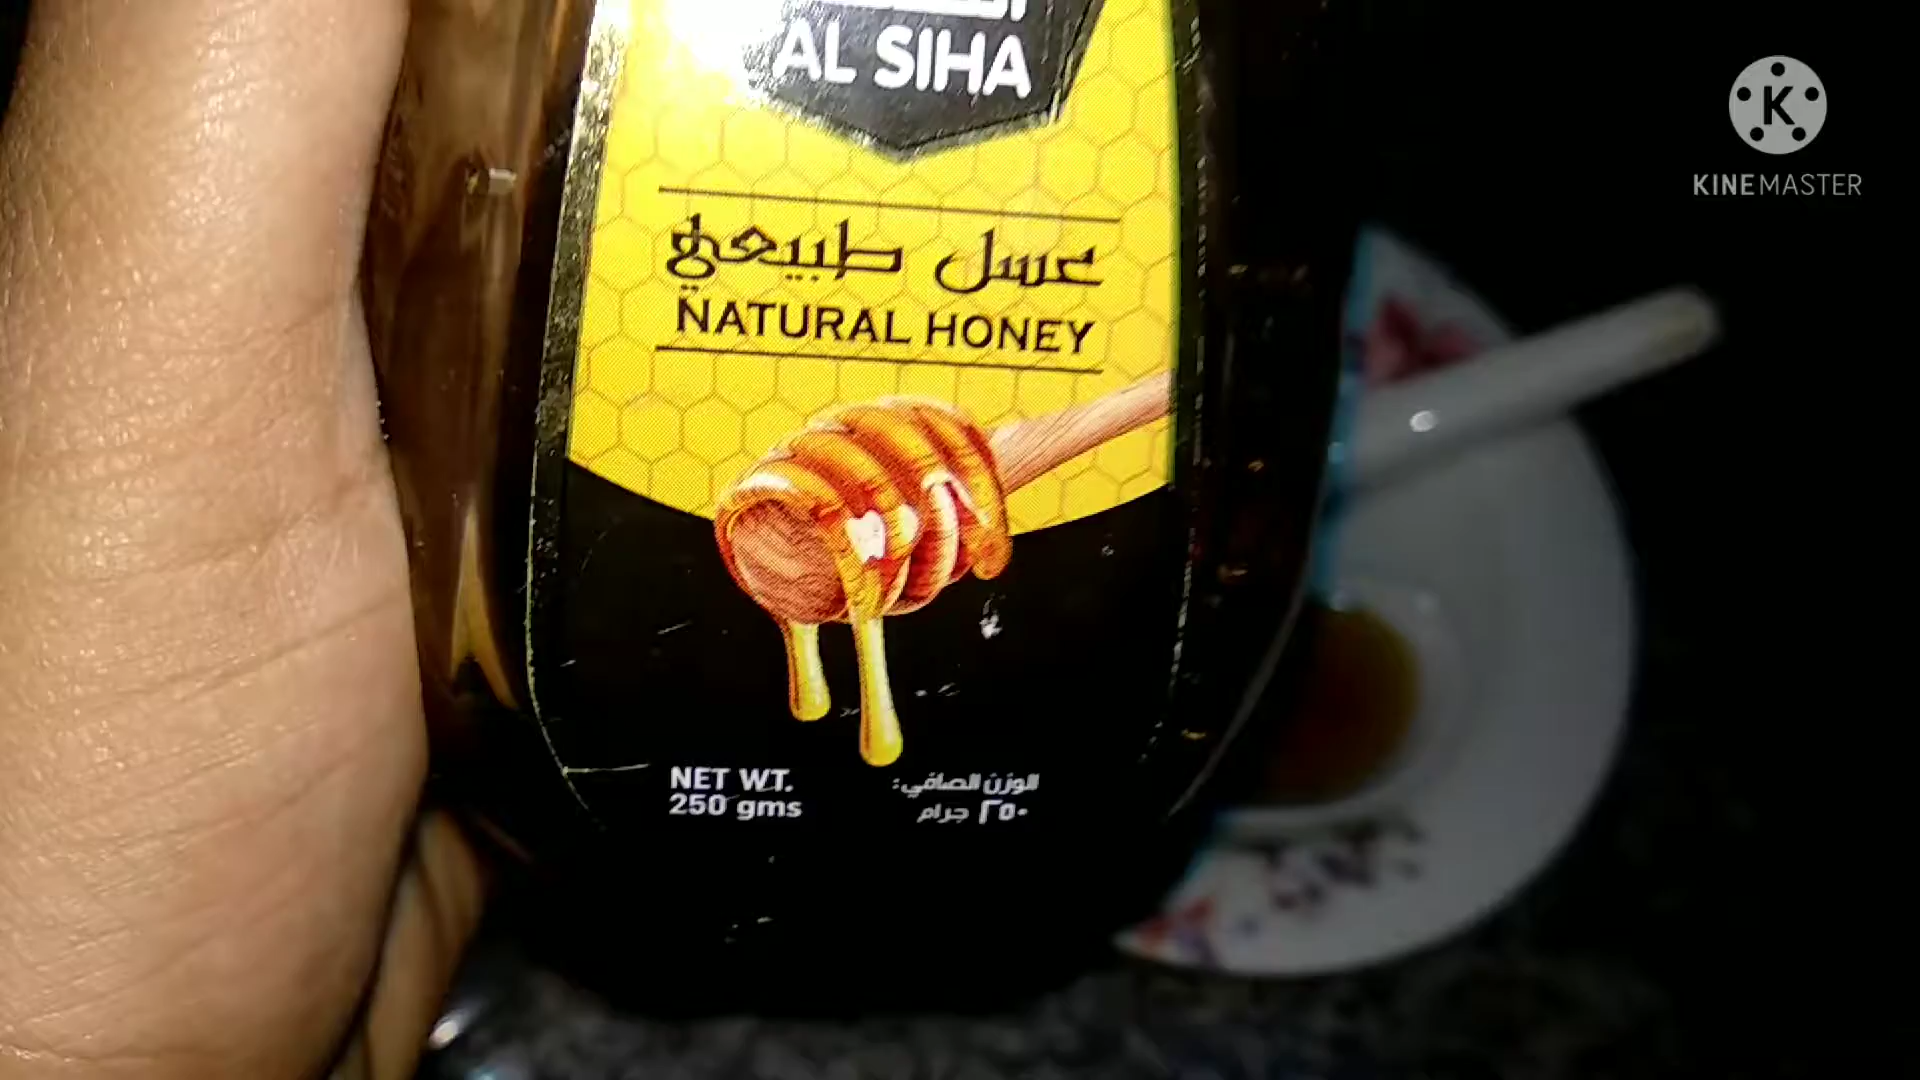 AL SIHA
عسل طبيعي
NATURAL HONEY
NET WT.
250 gms
الوزن الصافي:
٢٥٠ جرام
K
KINEMASTER